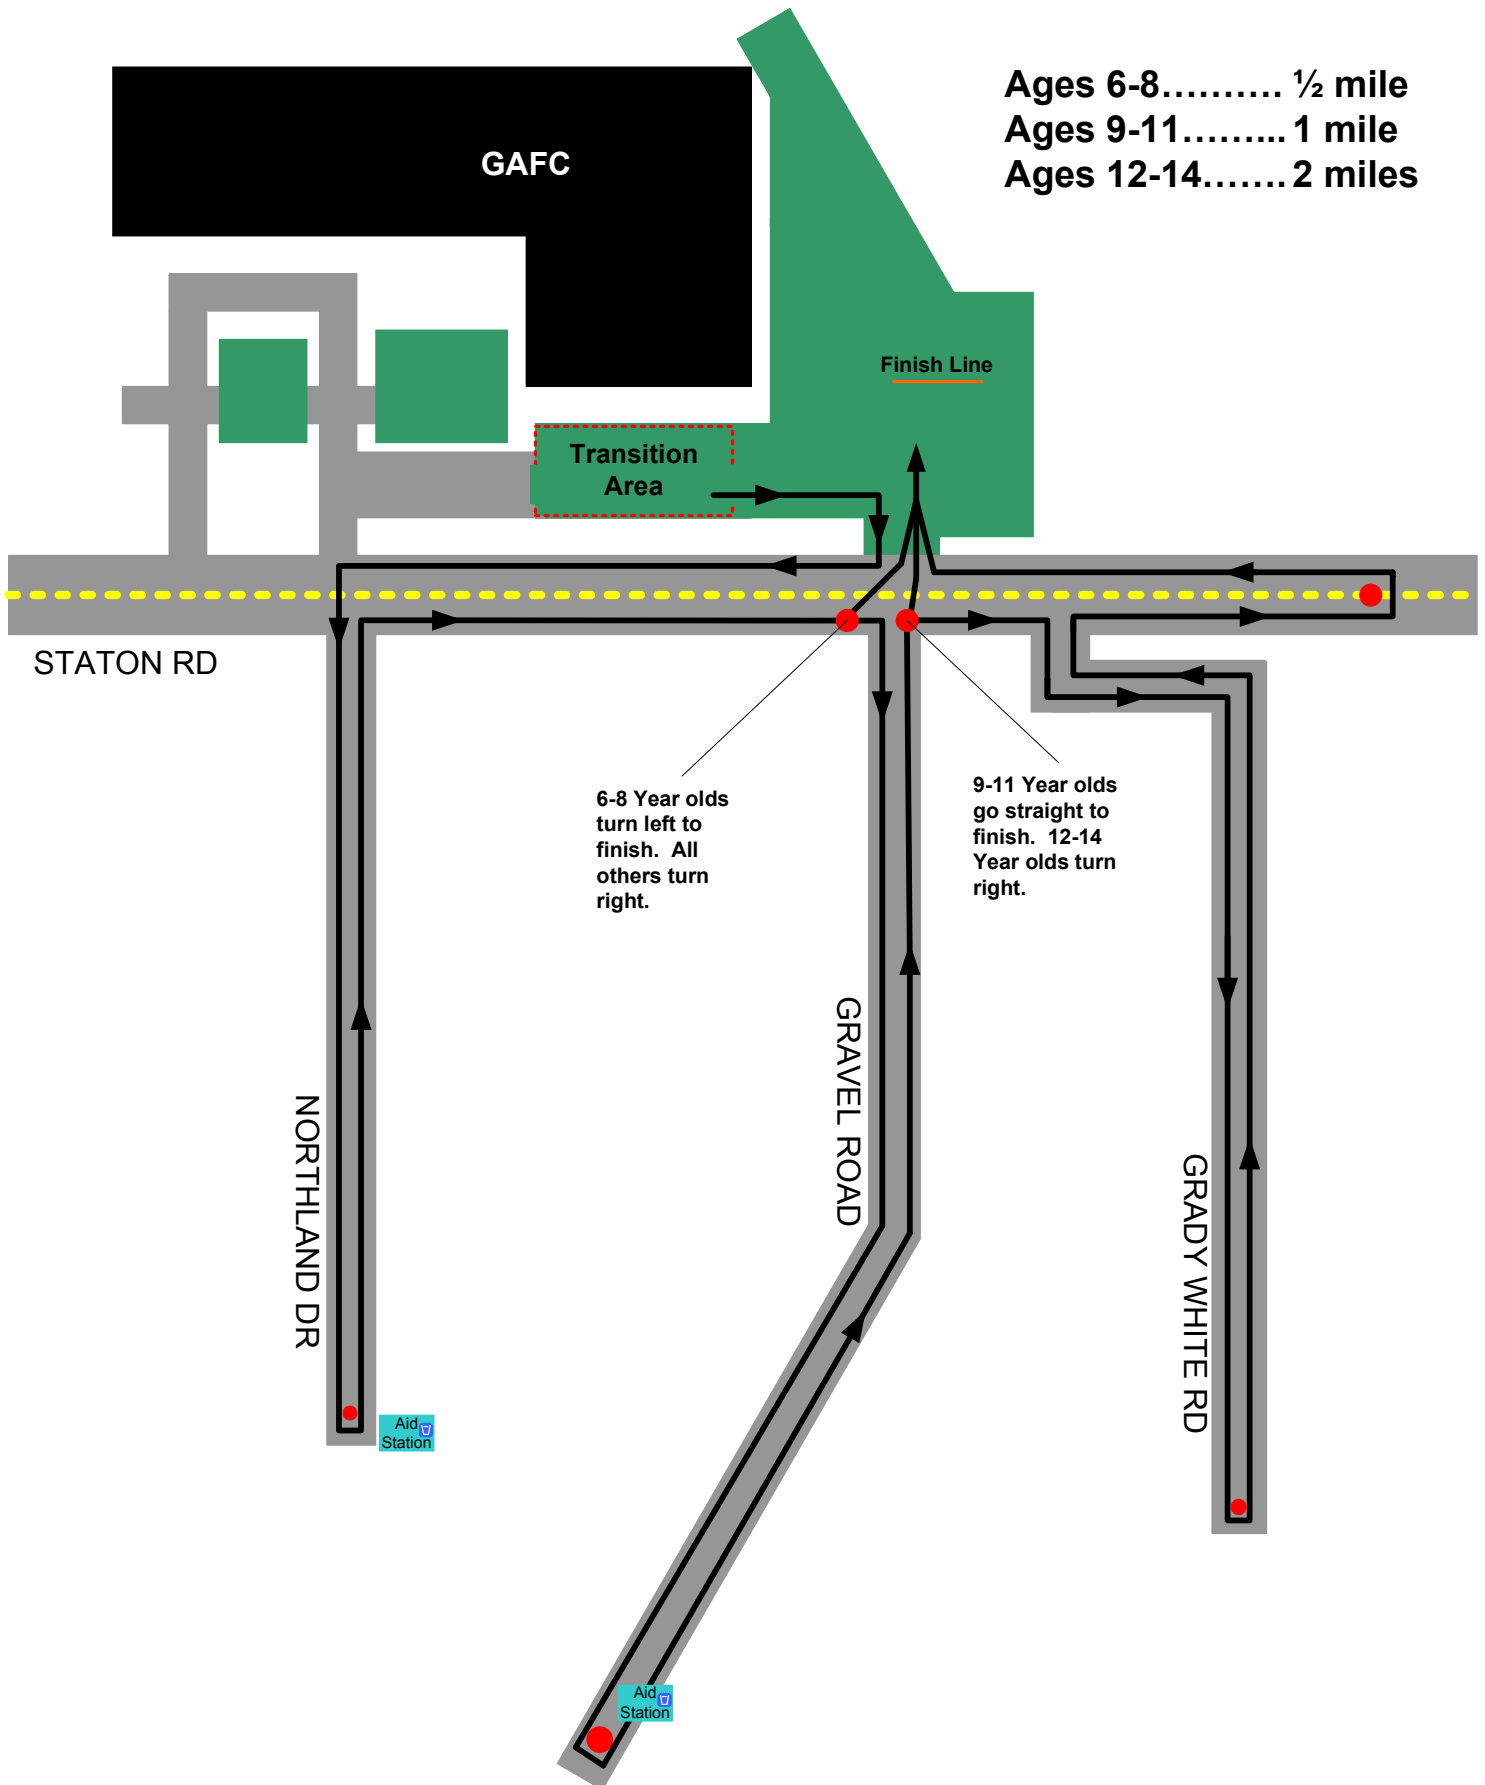 Ages 6-8.......... ½ mile
Ages 9-11......... 1 mile
Ages 12-14....... 2 miles
GAFC
Finish Line
Transition
Area
STATON RD
6-8 Year olds
turn left to
finish.  All
others turn
right.
9-11 Year olds
go straight to
finish.  12-14
Year olds turn
right.
NORTHLAND DR
GRAVEL ROAD
GRADY WHITE RD
Aid
Station
Aid
Station